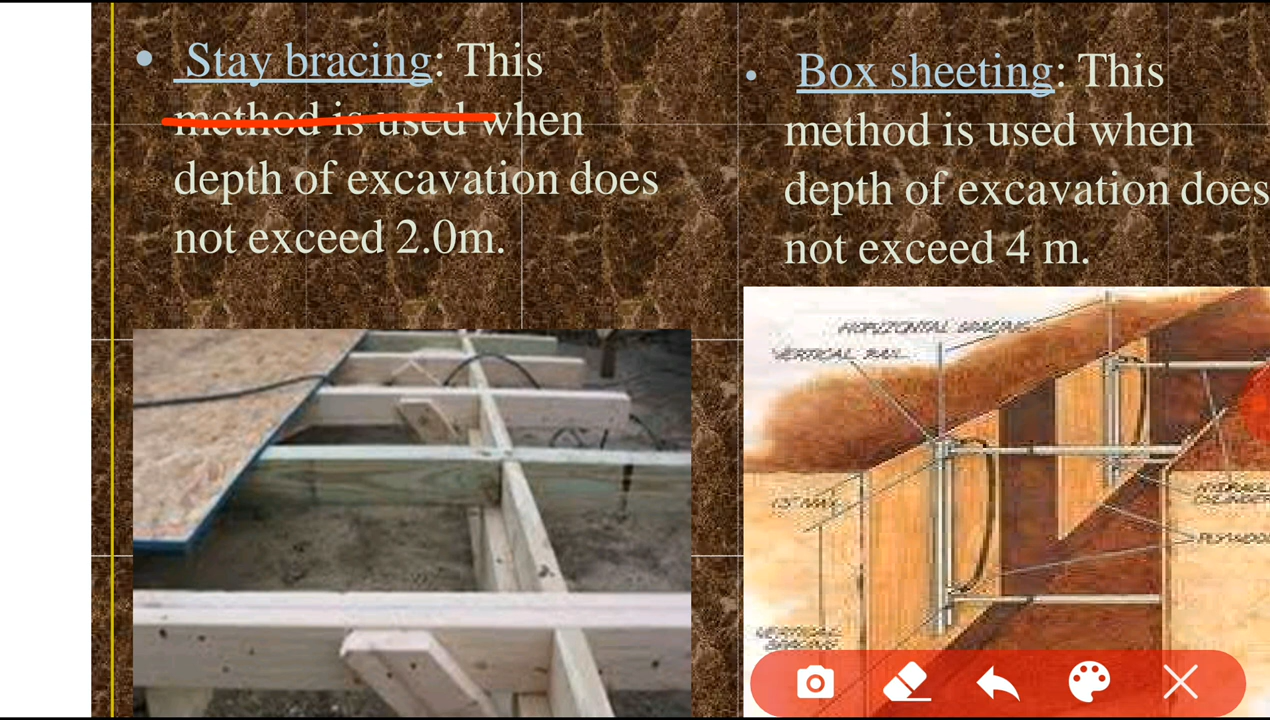 • Stay bracing: This
method is used when
depth of excavation does
not exceed 2.0m.
• Box sheeting: This
method is used when
depth of excavation does
not exceed 4 m.
HORIZONTAL BRACING
VERTICAL RAIL
PLYWOOD
VERTICAL